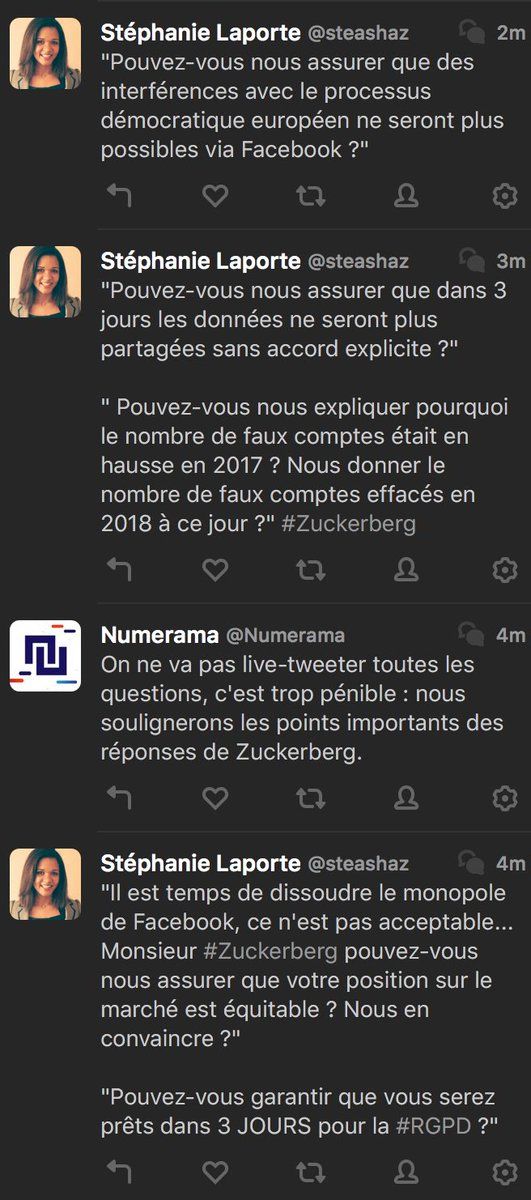 Stéphanie Laporte @steashaz 2m
"Pouvez-vous nous assurer que des
interférences avec le processus
démocratique européen ne seront plus
possibles via Facebook ?"
Stéphanie Laporte @steashaz 3m
"Pouvez-vous nous assurer que dans 3
jours les données ne seront plus
partagées sans accord explicite ?"
" Pouvez-vous nous expliquer pourquoi
le nombre de faux comptes était en
hausse en 2017 ? Nous donner le
nombre de faux comptes effacés en
2018 à ce jour ?" #Zuckerberg
Numerama @Numerama 4m
On ne va pas live-tweeter toutes les
questions, c'est trop pénible : nous
soulignerons les points importants des
réponses de Zuckerberg.
Stéphanie Laporte @steashaz 4m
"Il est temps de dissoudre le monopole
de Facebook, ce n'est pas acceptable...
Monsieur #Zuckerberg pouvez-vous
nous assurer que votre position sur le
marché est équitable ? Nous en
convaincre ?"
"Pouvez-vous garantir que vous serez
prêts dans 3 JOURS pour la #RGPD ?"